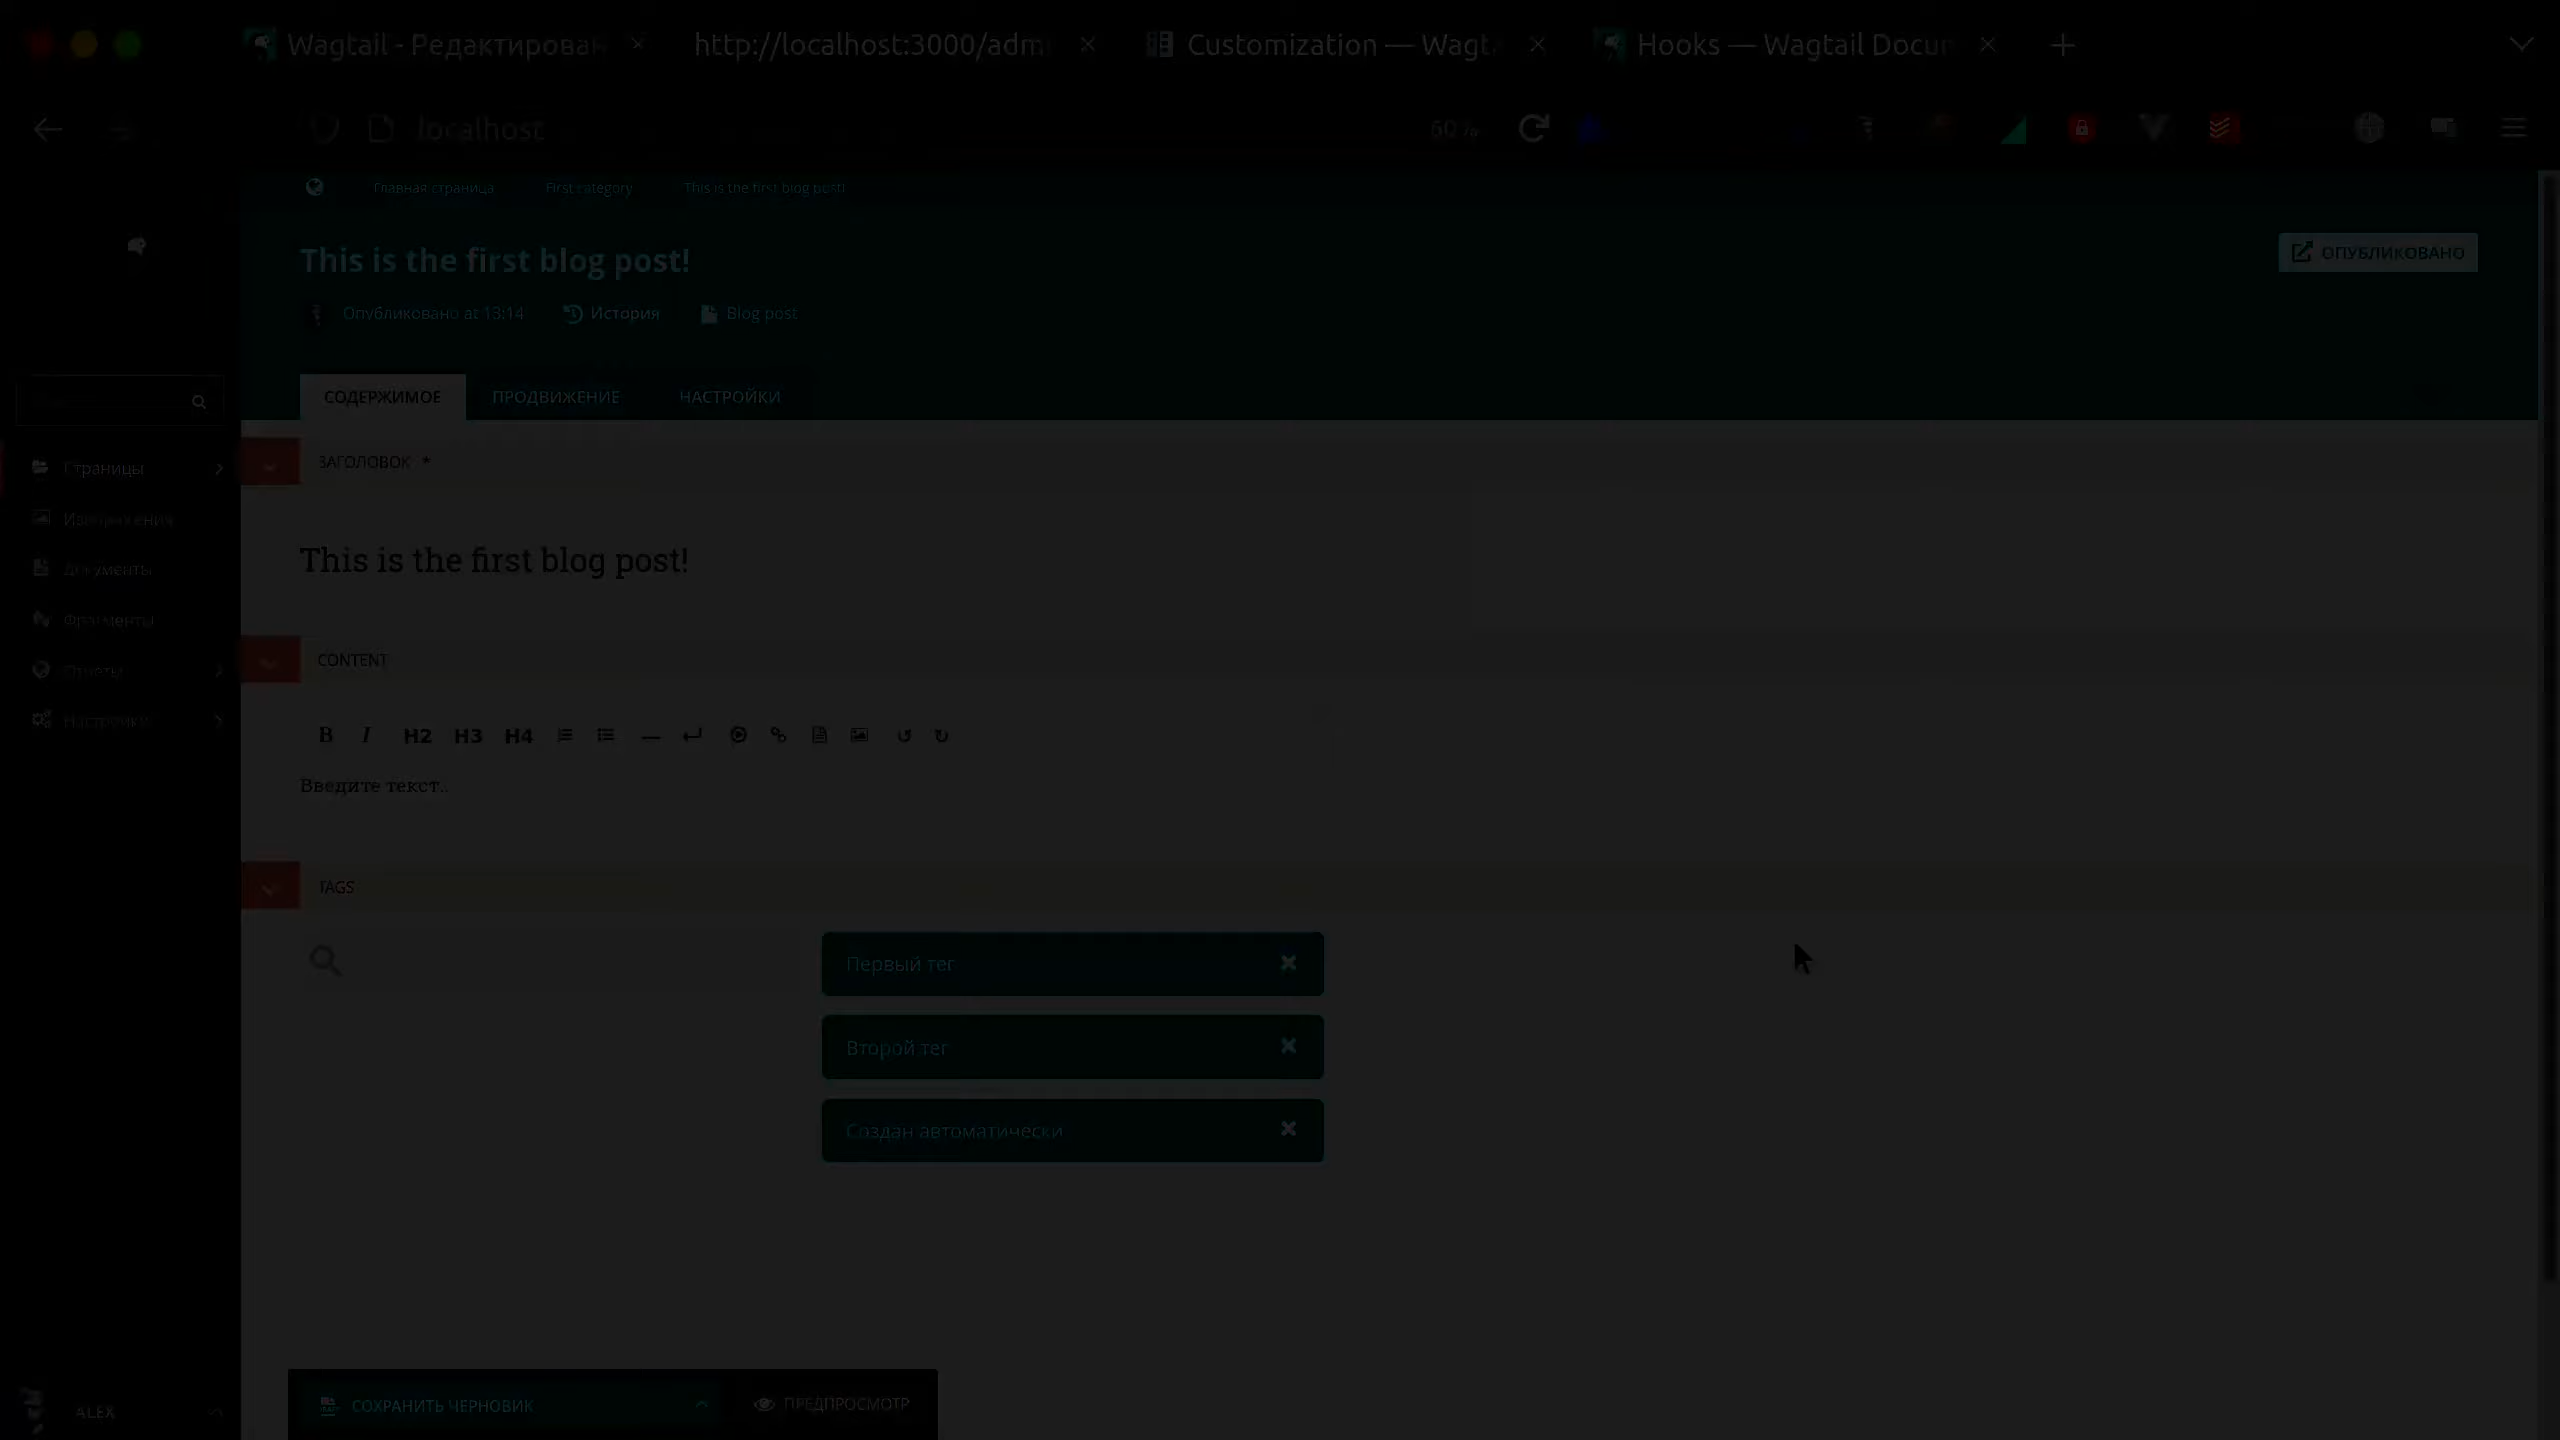 Wagtail - Редактирован
http://localhost:3000/adm
Customization — Wagt
Hooks — Wagtail Docu
localhost
60%
Главная страница
First category
This is the first blog post!
This is the first blog post!
ОПУБЛИКОВАНО
Опубликовано at 13:14
История
Blog post
СОДЕРЖИМОЕ
ПРОДВИЖЕНИЕ
НАСТРОЙКИ
Страницы
Изображения
Документы
Фрагменты
Отчеты
Настройки
ЗАГОЛОВОК *
This is the first blog post!
CONTENT
B I H2 H3 H4
Введите текст..
TAGS
Первый тег
Второй тег
Создан автоматически
ALEX
СОХРАНИТЬ ЧЕРНОВИК
ПРЕДПРОСМОТР